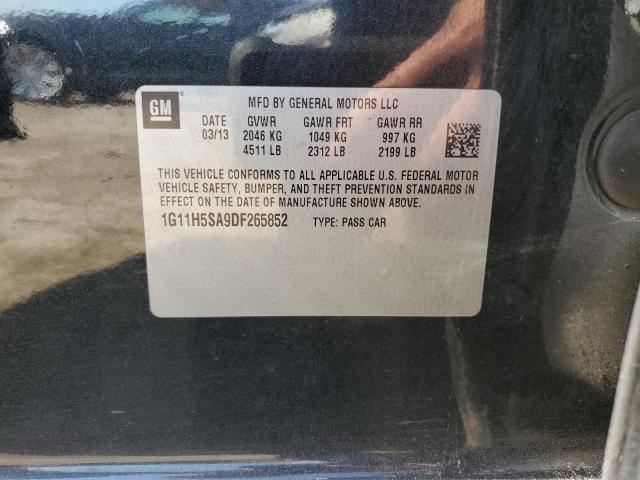 GM
MFD BY GENERAL MOTORS LLC
DATE GVWR GAWR FRT GAWR RR
03/13 2046 KG 1049 KG 997 KG
4511 LB 2312 LB 2199 LB
THIS VEHICLE CONFORMS TO ALL APPLICABLE U.S. FEDERAL MOTOR
VEHICLE SAFETY, BUMPER, AND THEFT PREVENTION STANDARDS IN
EFFECT ON THE DATE OF MANUFACTURE SHOWN ABOVE.
1G11H5SA9DF265852 TYPE: PASS CAR